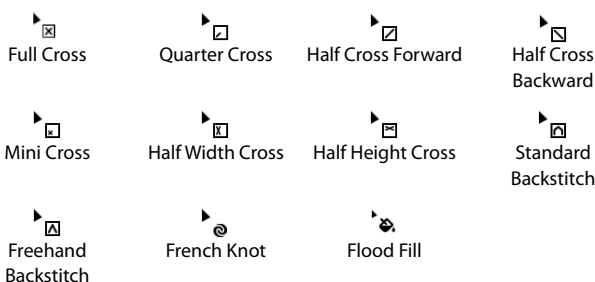 Full Cross
Quarter Cross
Half Cross Forward
Half Cross
Backward
Mini Cross
Half Width Cross
Half Height Cross
Standard
Backstitch
Freehand
Backstitch
French Knot
Flood Fill